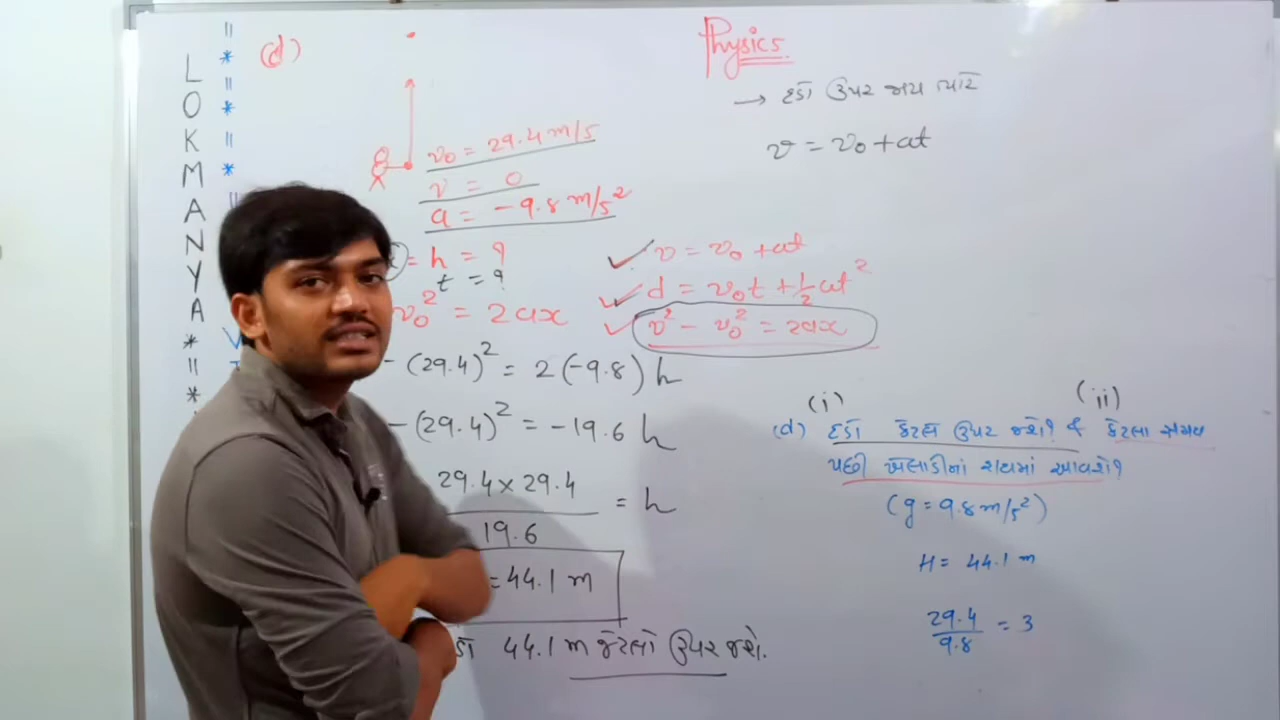 LOKMANYA
(d)
v₀ = 29.4 m/s
v = 0
a = -9.8 m/s²
= h = ?
t = ?
v₀² = 2ax
-(29.4)² = 2(-9.8) h
-(29.4)² = -19.6 h
29.4 x 29.4 / 19.6 = h
= 44.1 m
44.1 m જેટલો ઉપર જશે.
Physics
→ દડો ઉપર જાય ત્યારે
v = v₀ + at
✓ v = v₀ + at
✓ d = v₀t + ½ at²
✓ v² - v₀² = 2ax
(i) (ii)
(d) દડો કેટલે ઉપર જશે? & કેટલા સમય
પછી ખેલાડીનાં હાથમાં આવશે?
(g = 9.8 m/s²)
H = 44.1 m
29.4 / 9.8 = 3